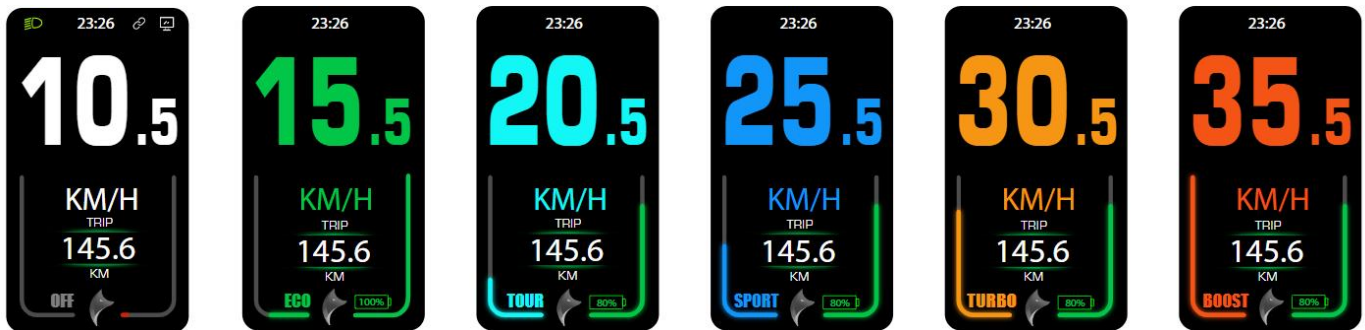 23:26
10.5
KM/H
TRIP
145.6
KM
OFF
23:26
15.5
KM/H
TRIP
145.6
KM
ECO
100%
23:26
20.5
KM/H
TRIP
145.6
KM
TOUR
80%
23:26
25.5
KM/H
TRIP
145.6
KM
SPORT
80%
23:26
30.5
KM/H
TRIP
145.6
KM
TURBO
80%
23:26
35.5
KM/H
TRIP
145.6
KM
BOOST
80%